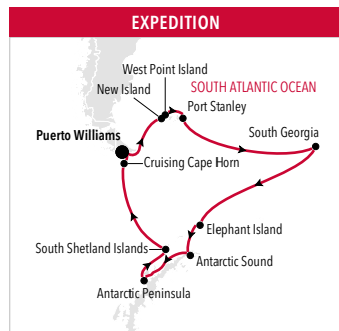 EXPEDITION
West Point Island
New Island
SOUTH ATLANTIC OCEAN
Port Stanley
Puerto Williams
South Georgia
Cruising Cape Horn
Elephant Island
South Shetland Islands
Antarctic Sound
Antarctic Peninsula